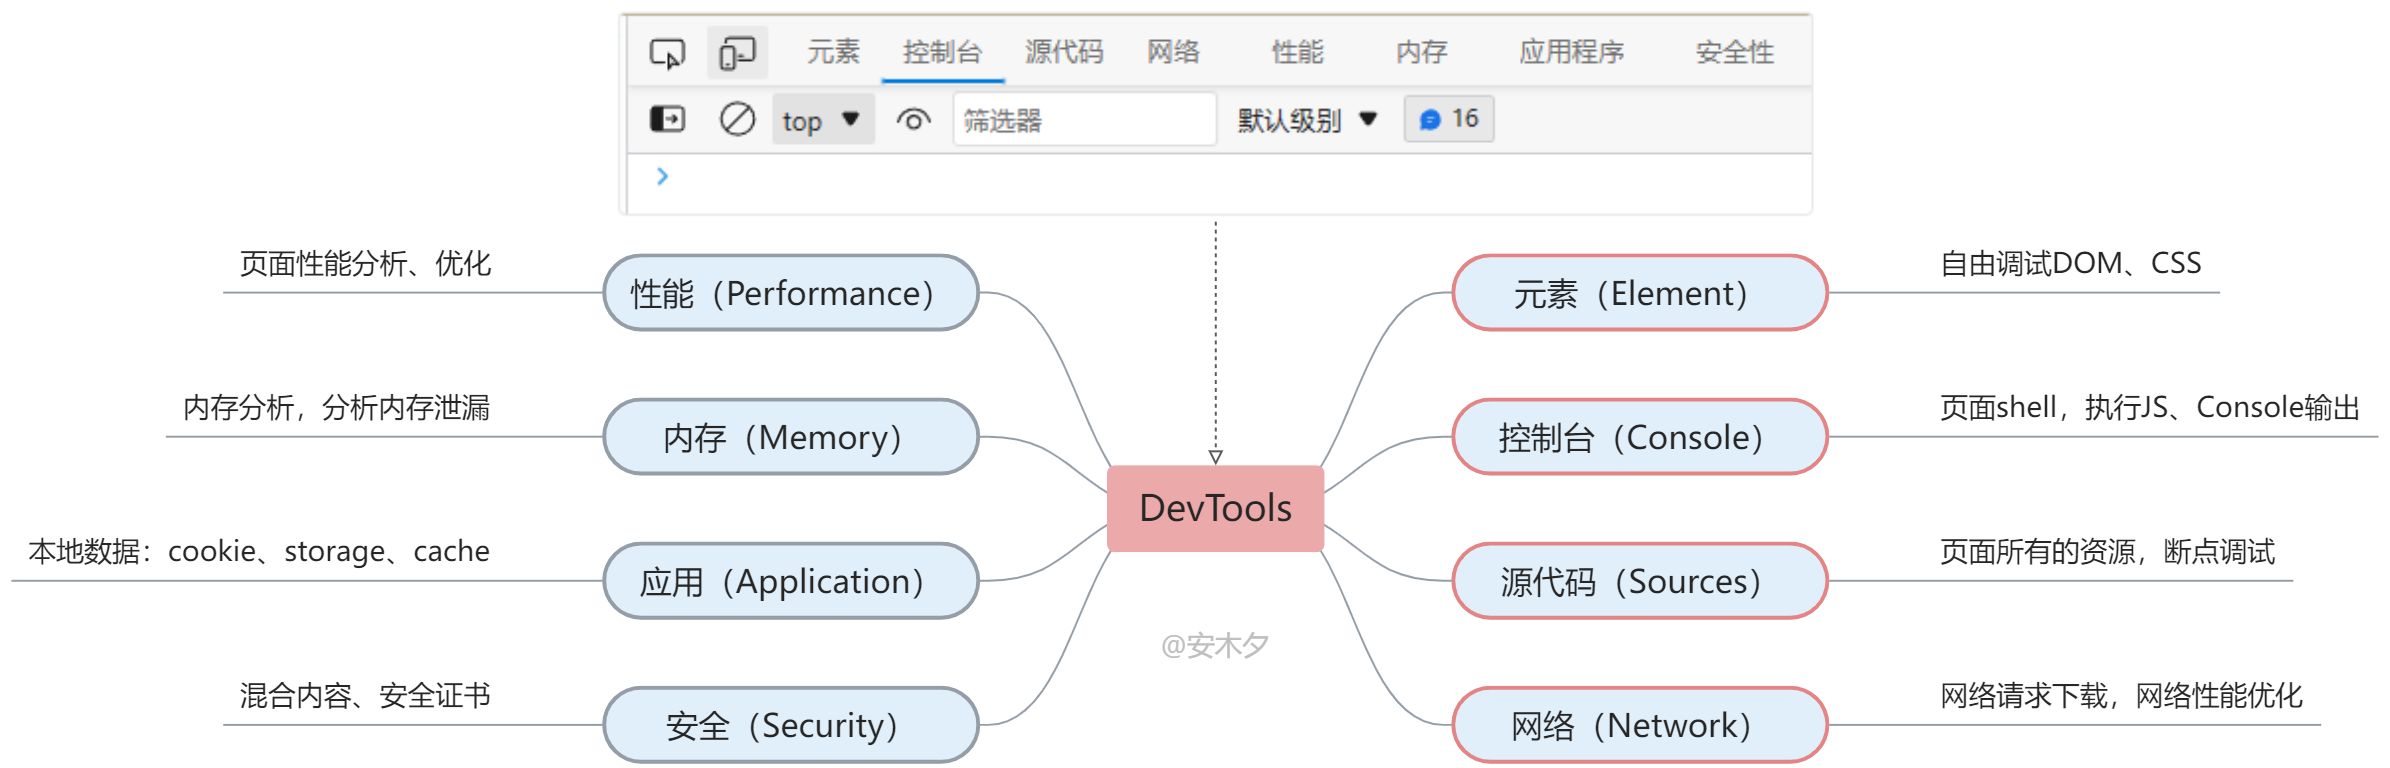 元素 控制台 源代码 网络 性能 内存 应用程序 安全性
top 筛选器 默认级别 16
页面性能分析、优化
性能（Performance）
内存分析，分析内存泄漏
内存（Memory）
本地数据：cookie、storage、cache
应用（Application）
混合内容、安全证书
安全（Security）
DevTools
@安木夕
元素（Element）
自由调试DOM、CSS
控制台（Console）
页面shell，执行JS、Console输出
源代码（Sources）
页面所有的资源，断点调试
网络（Network）
网络请求下载，网络性能优化